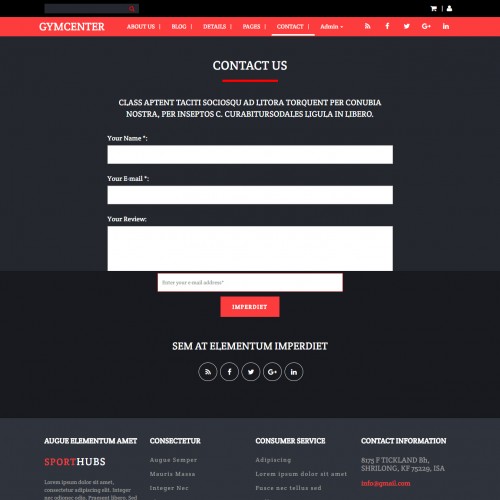 GYMCENTER
ABOUT US | BLOG | DETAILS | PAGES | CONTACT | Admin
CONTACT US
CLASS APTENT TACITI SOCIOSQU AD LITORA TORQUENT PER CONUBIA
NOSTRA, PER INSEPTOS C. CURABITURSODALES LIGULA IN LIBERO.
Your Name *:
Your E-mail *:
Your Review:
Enter your e-mail address*
IMPERDIET
SEM AT ELEMENTUM IMPERDIET
AUGUE ELEMENTUM AMET
SPORTHUBS
Lorem ipsum dolor sit amet,
consectetur adipiscing elit. Integer
nec odionec odio. Praesent libero. Sed
CONSECTETUR
Augue Semper
Mauris Massa
Integer Nec
CONSUMER SERVICE
Adipiscing
Lorem ipsum dolor sit amet
Fusce nec tellus sed
CONTACT INFORMATION
8175 F TICKLAND Bh,
SHRILONG, KF 75229, ISA
info@gmail.com